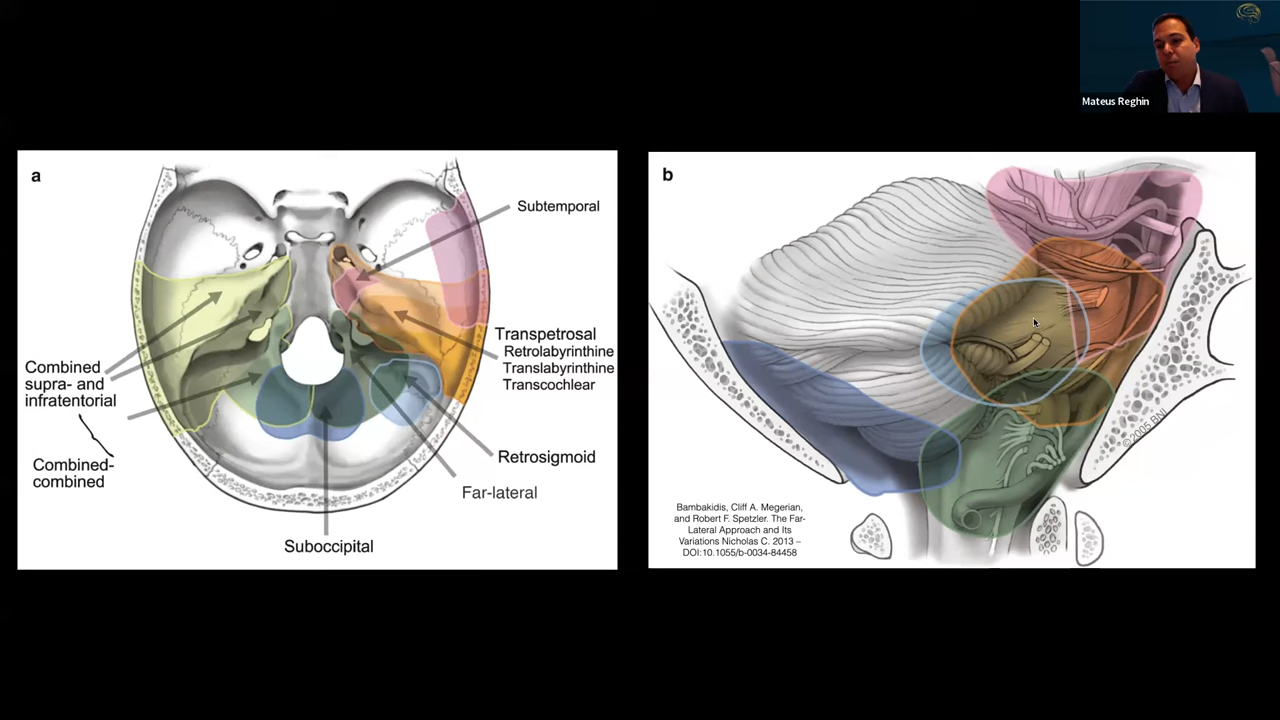 Mateus Reghin
a
Subtemporal
Transpetrosal
Retrolabyrinthine
Translabyrinthine
Transcochlear
Combined
supra- and
infratentorial
Combined-
combined
Retrosigmoid
Far-lateral
Suboccipital
b
©2005 BNI
Bambakidis, Cliff A. Megerian,
and Robert F. Spetzler. The Far-
Lateral Approach and Its
Variations Nicholas C. 2013 –
DOI:10.1055/b-0034-84458